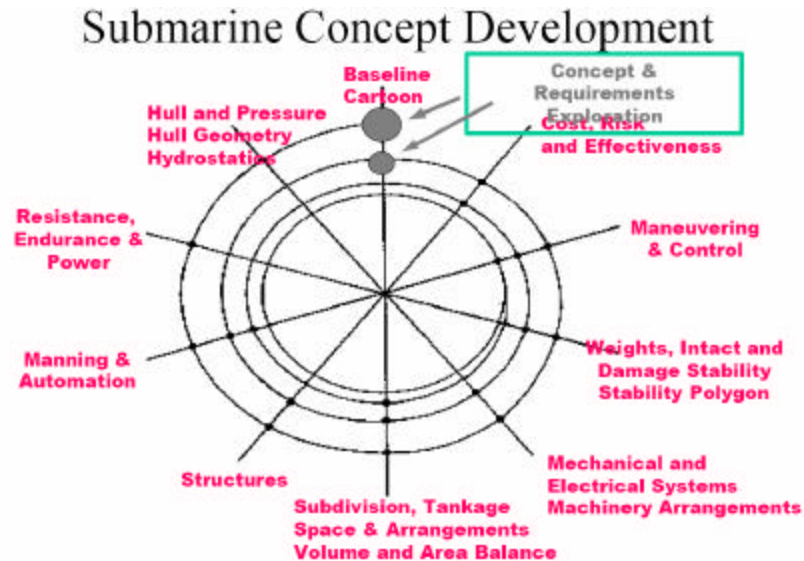 Submarine Concept Development
Baseline
Cartoon
Concept &
Requirements
Exploration
Hull and Pressure
Hull Geometry
Hydrostatics
Cost, Risk
and Effectiveness
Resistance,
Endurance &
Power
Maneuvering
& Control
Manning &
Automation
Weights, Intact and
Damage Stability
Stability Polygon
Structures
Mechanical and
Electrical Systems
Machinery Arrangements
Subdivision, Tankage
Space & Arrangements
Volume and Area Balance